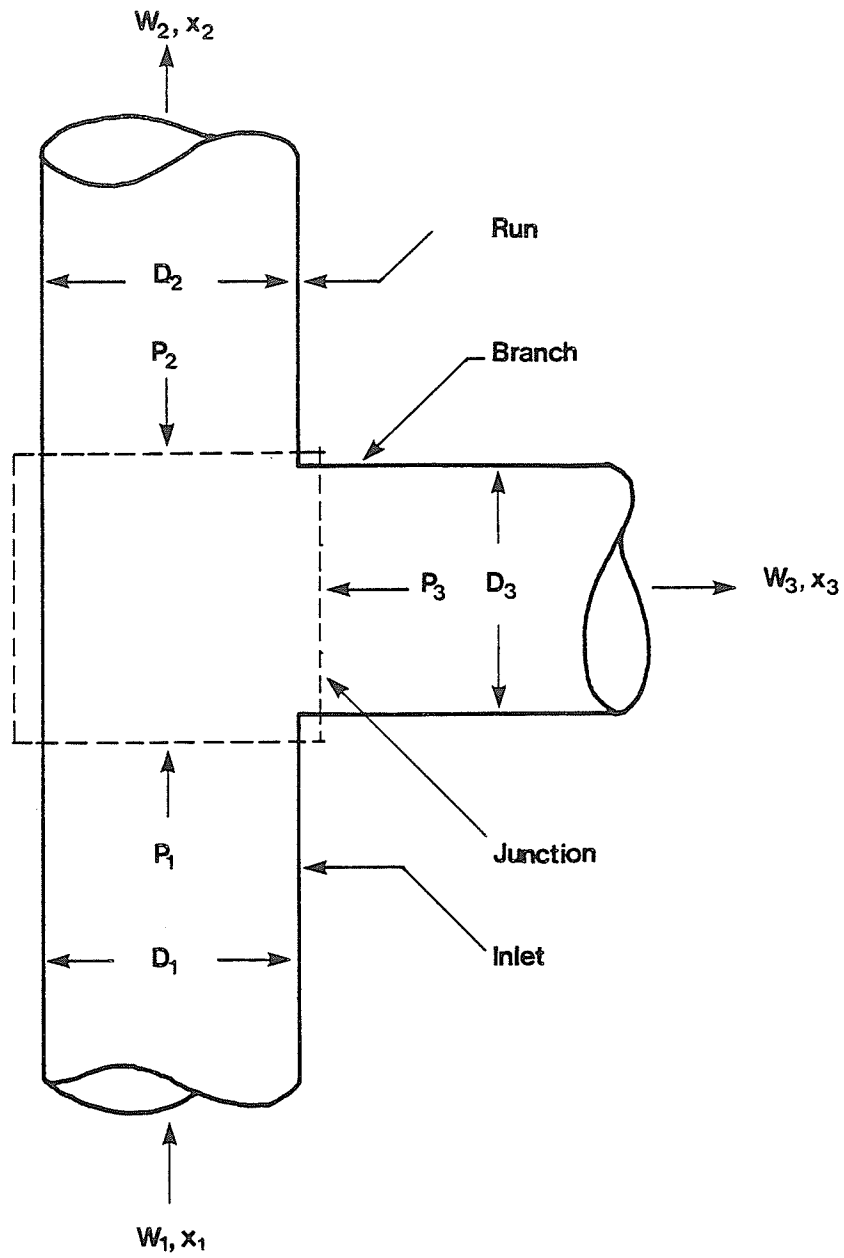 W₂, x₂
Run
D₂
P₂
Branch
P₃
D₃
W₃, x₃
P₁
Junction
D₁
Inlet
W₁, x₁